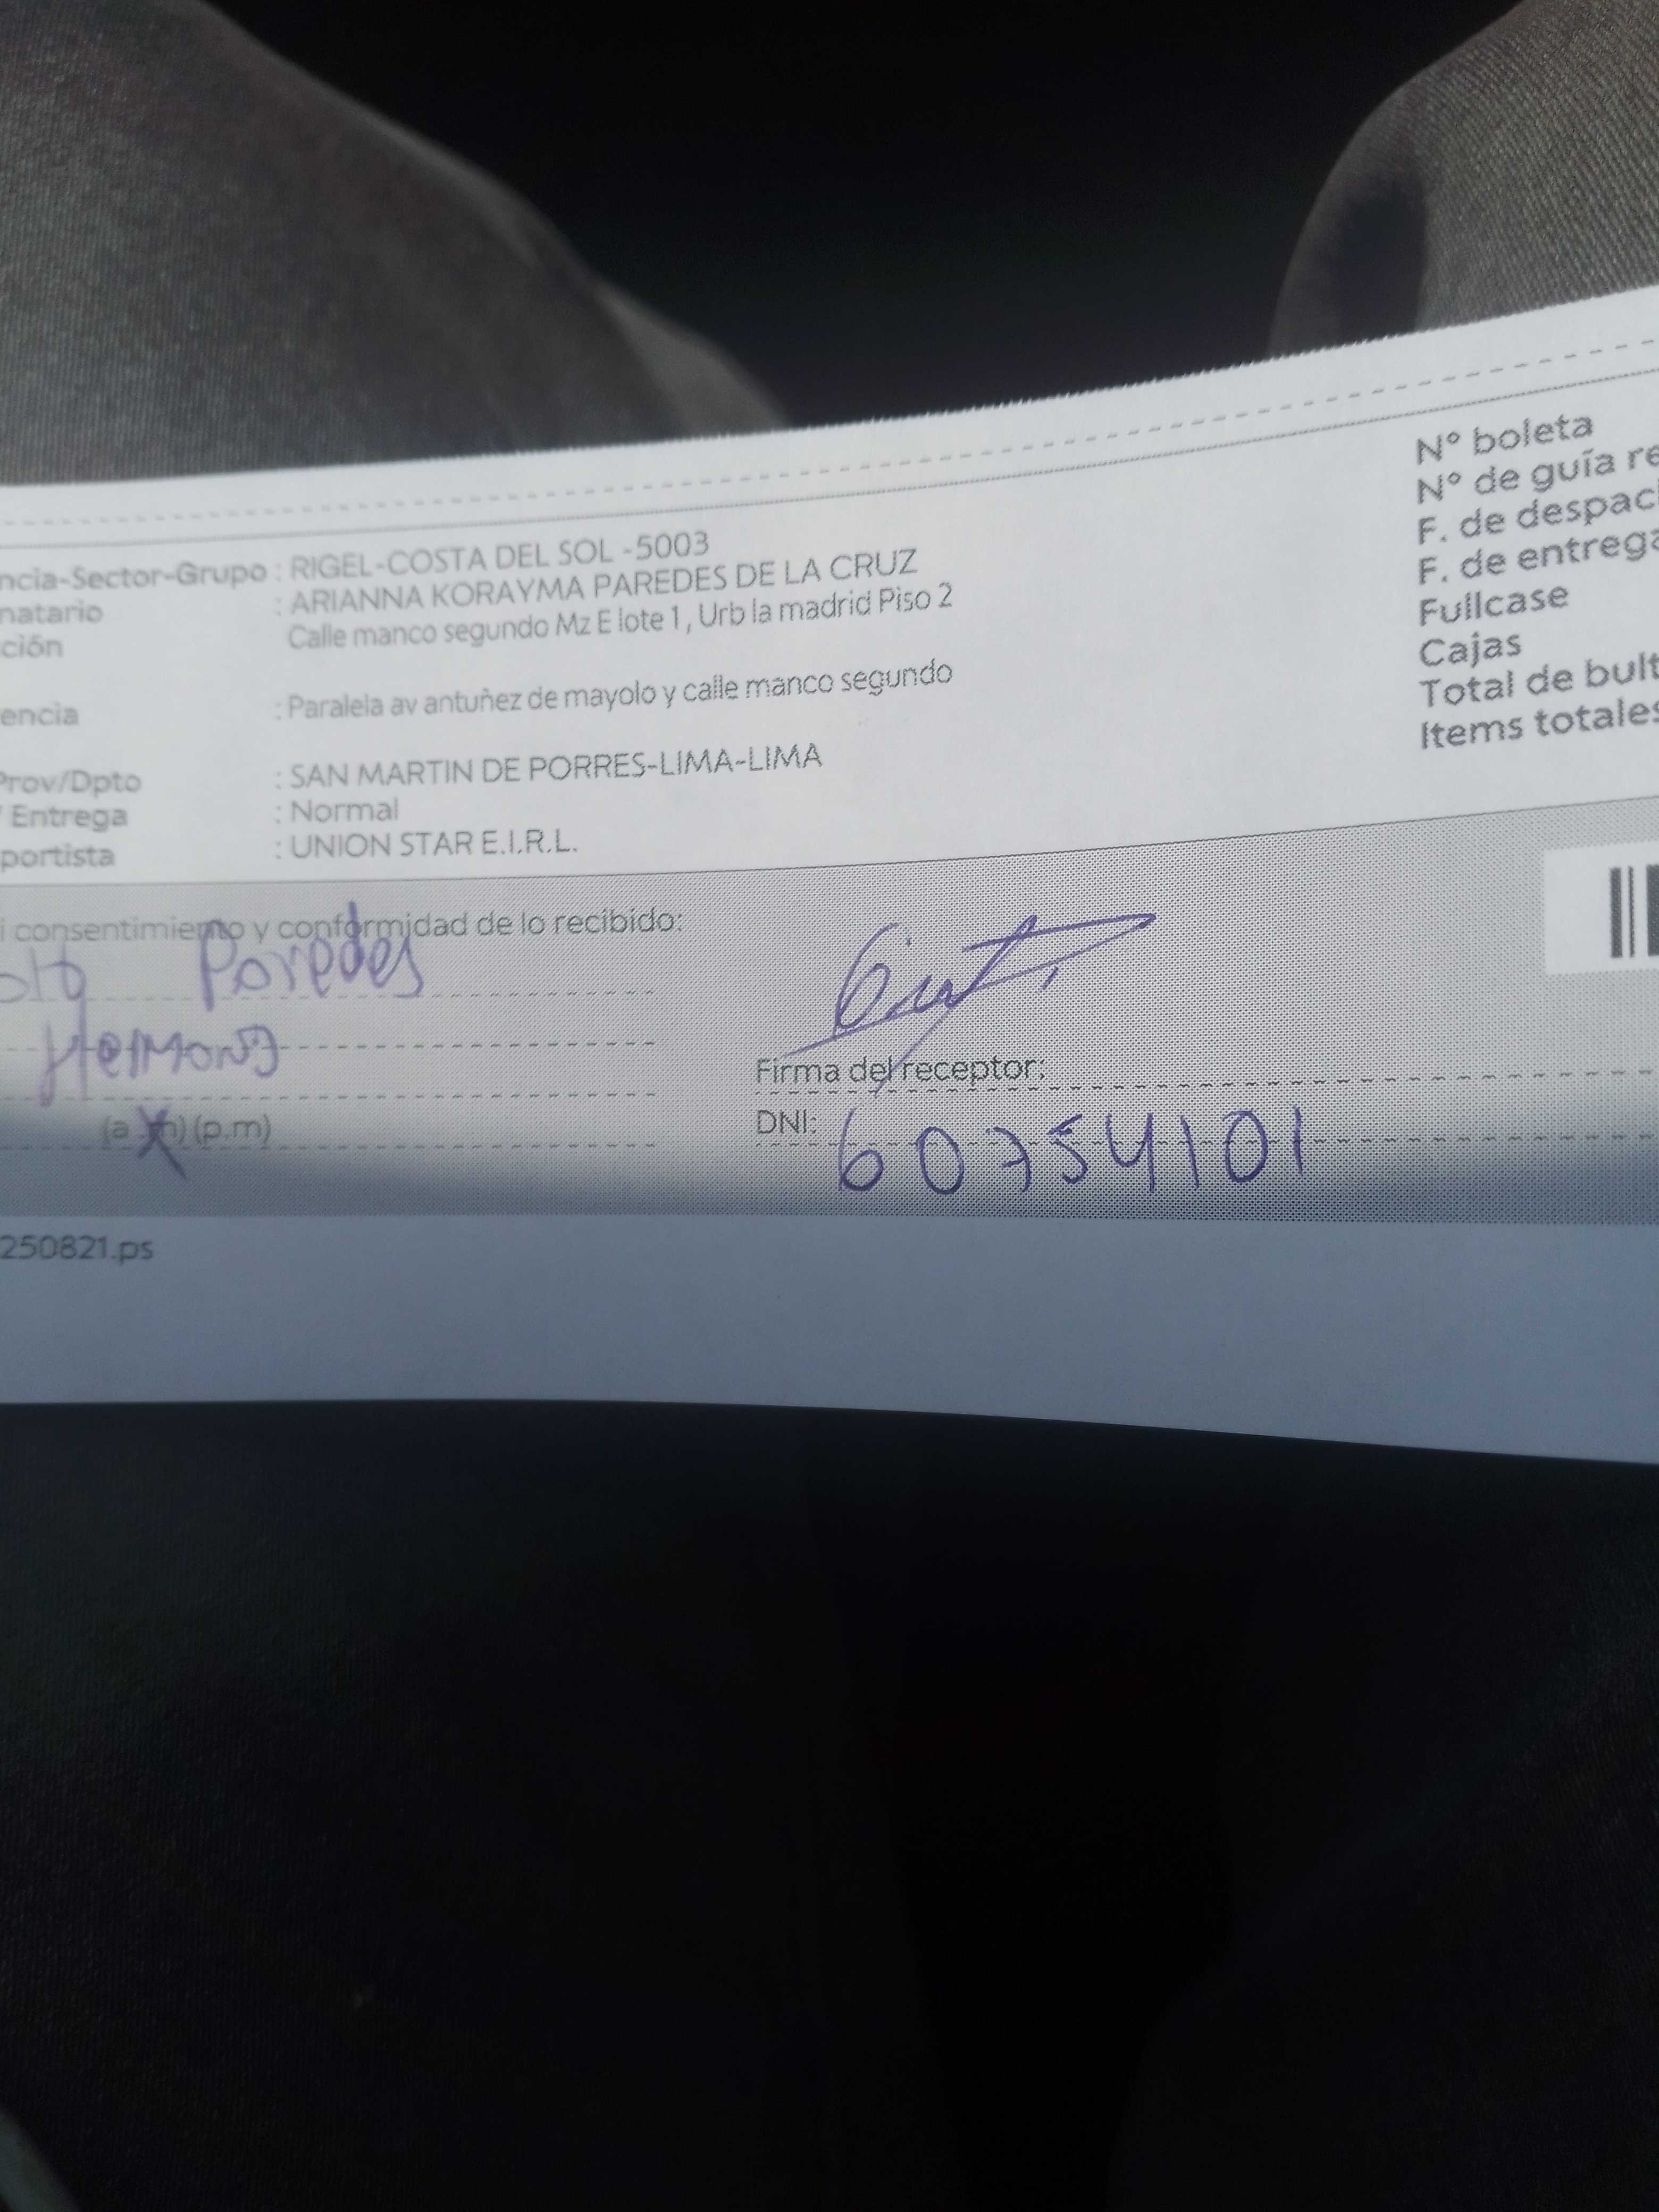 ncia-Sector-Grupo : RIGEL-COSTA DEL SOL -5003
natario : ARIANNA KORAYMA PAREDES DE LA CRUZ
ción Calle manco segundo Mz E lote 1, Urb la madrid Piso 2
encia : Paralela av antuñez de mayolo y calle manco segundo
Prov/Dpto : SAN MARTIN DE PORRES-LIMA-LIMA
/ Entrega : Normal
portista : UNION STAR E.I.R.L.
N° boleta
N° de guía re
F. de despac
F. de entrega
Fullcase
Cajas
Total de bult
Items totales
i consentimiento y conformidad de lo recibido:
Paredes
(a.m) (p.m)
Firma del receptor:
DNI: 60754101
250821.ps